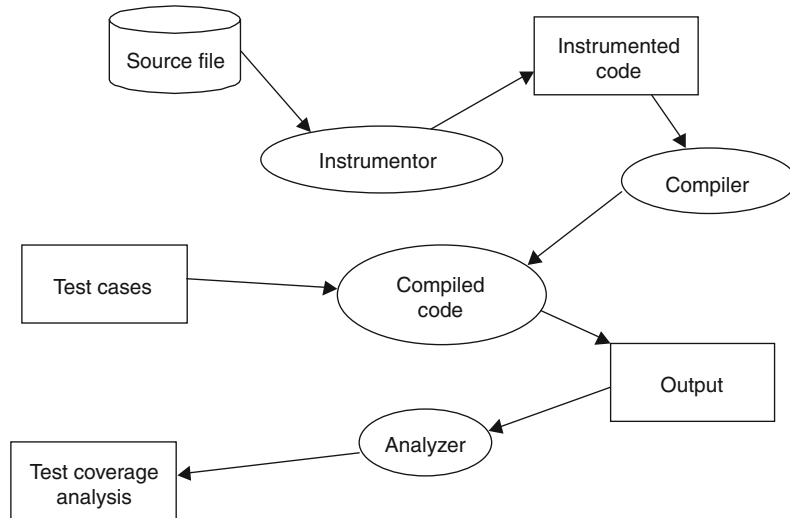 Source file
Instrumented
code
Instrumentor
Compiler
Test cases
Compiled
code
Output
Analyzer
Test coverage
analysis